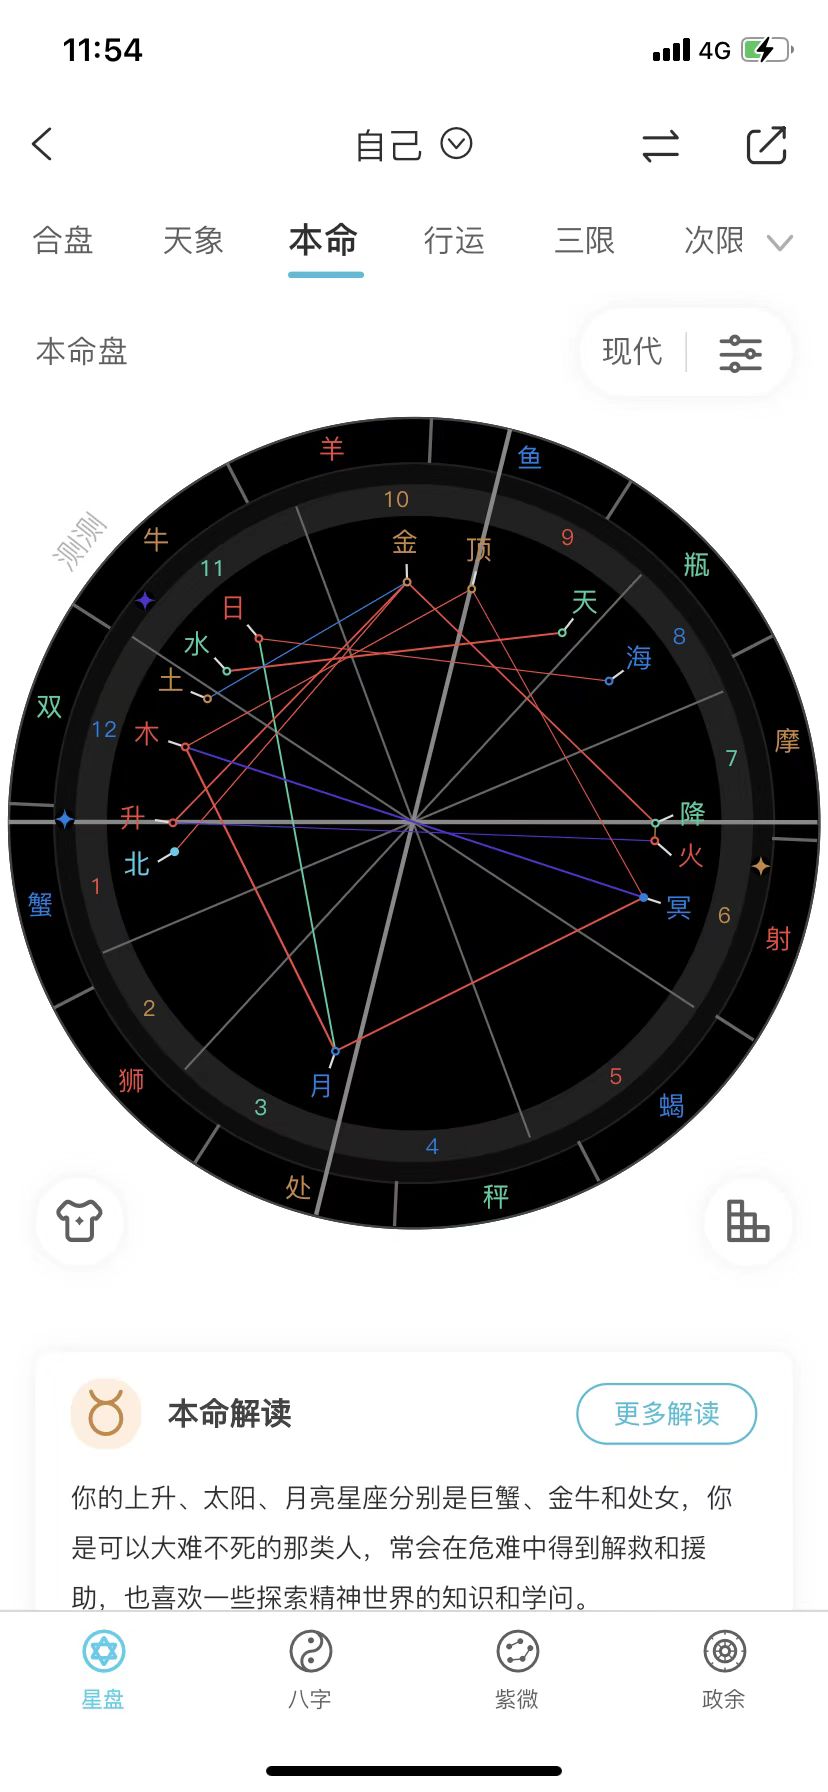 11:54 4G
自己
合盘 天象 本命 行运 三限 次限
本命盘 现代
测测
羊 鱼
10
牛 金 顶 9 瓶
11
日 天
水 海 8
土
双 12 木 7 摩
升 降
北 火
1 蟹 冥 6 射
2
狮 月 5 蝎
3
4
处 秤
本命解读 更多解读
你的上升、太阳、月亮星座分别是巨蟹、金牛和处女，你
是可以大难不死的那类人，常会在危难中得到解救和援
助，也喜欢一些探索精神世界的知识和学问。
星盘 八字 紫微 政余